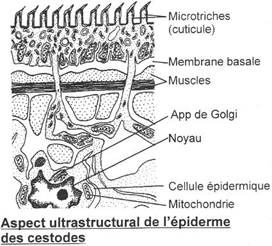 Microtriches
(cuticule)
Membrane basale
Muscles
App de Golgi
Noyau
Cellule épidermique
Mitochondrie
Aspect ultrastructural de l'épiderme
des cestodes